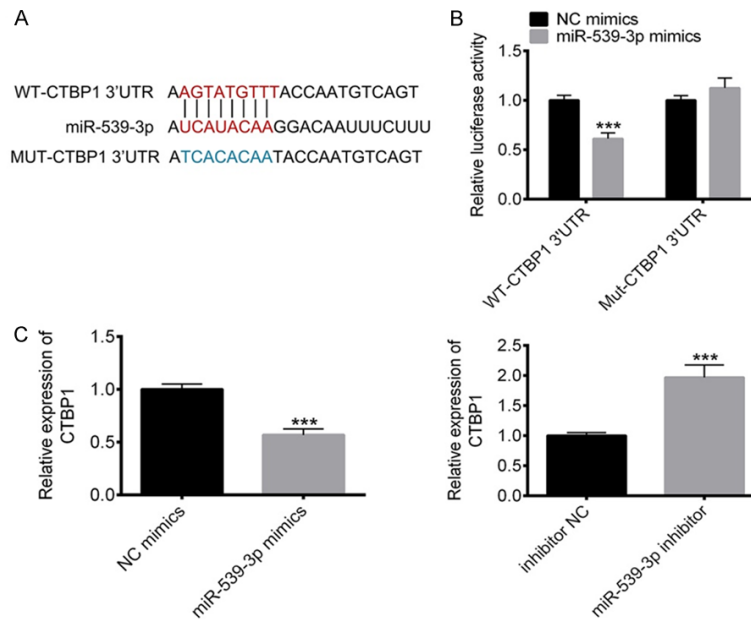 A
WT-CTBP1 3'UTR AAGTATGTTTACCAATGTCAGT
miR-539-3p AUCAUACAAGGACAAUUUCUUU
MUT-CTBP1 3'UTR ATCACACAATACCAATGTCAGT
B
NC mimics
miR-539-3p mimics
Relative luciferase activity
1.5
1.0
0.5
0.0
***
WT-CTBP1 3'UTR
Mut-CTBP1 3'UTR
C
Relative expression of
CTBP1
1.5
1.0
0.5
0.0
***
NC mimics
miR-539-3p mimics
Relative expression of
CTBP1
2.5
2.0
1.5
1.0
0.5
0.0
***
inhibitor NC
miR-539-3p inhibitor